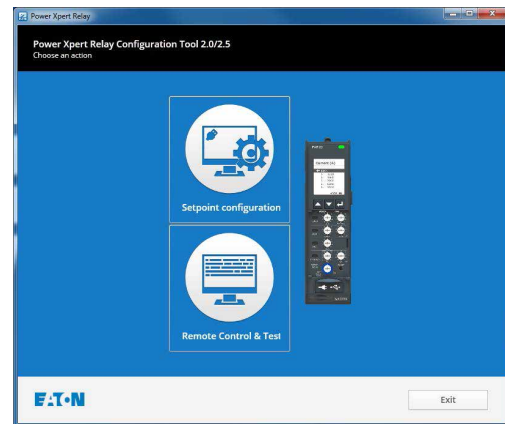 Power Xpert Relay
Power Xpert Relay Configuration Tool 2.0/2.5
Choose an action
Setpoint configuration
Remote Control & Test
EATON
Exit